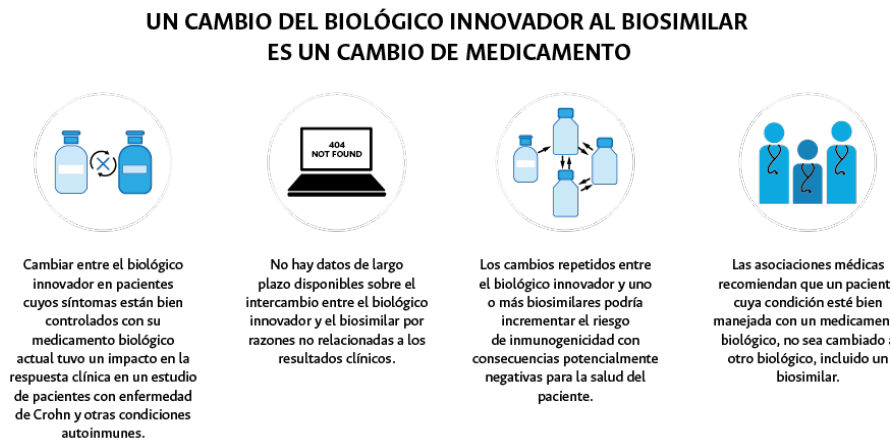 UN CAMBIO DEL BIOLÓGICO INNOVADOR AL BIOSIMILAR
ES UN CAMBIO DE MEDICAMENTO
404
NOT FOUND
Cambiar entre el biológico
innovador en pacientes
cuyos síntomas están bien
controlados con su
medicamento biológico
actual tuvo un impacto en la
respuesta clínica en un estudio
de pacientes con enfermedad
de Crohn y otras condiciones
autoinmunes.
No hay datos de largo
plazo disponibles sobre el
intercambio entre el biológico
innovador y el biosimilar por
razones no relacionadas a los
resultados clínicos.
Los cambios repetidos entre
el biológico innovador y uno
o más biosimilares podría
incrementar el riesgo
de inmunogenicidad con
consecuencias potencialmente
negativas para la salud del
paciente.
Las asociaciones médicas
recomiendan que un pacient
cuya condición esté bien
manejada con un medicamen
biológico, no sea cambiado a
otro biológico, incluido un
biosimilar.